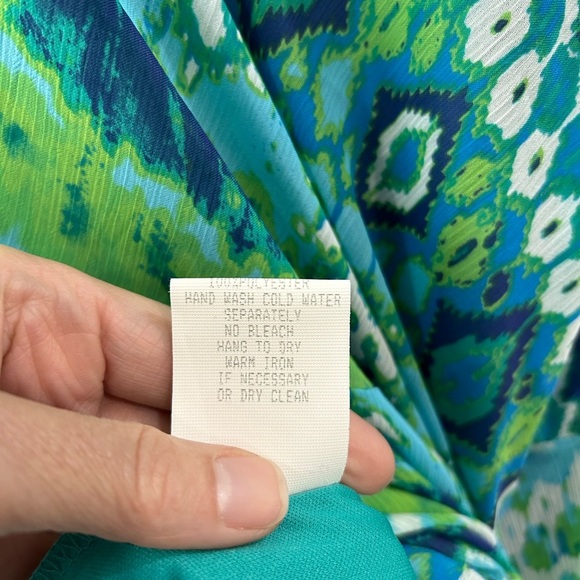 100%POLYESTER
HAND WASH COLD WATER
SEPARATELY
NO BLEACH
HANG TO DRY
WARM IRON
IF NECESSARY
OR DRY CLEAN